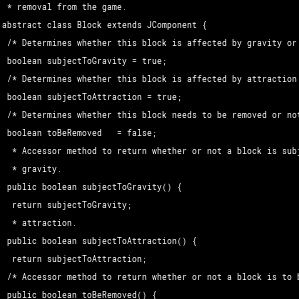 * removal from the game.
abstract class Block extends JComponent {
/* Determines whether this block is affected by gravity or
boolean subjectToGravity = true;
/* Determines whether this block is affected by attraction
boolean subjectToAttraction = true;
/* Determines whether this block needs to be removed or not
boolean toBeRemoved   = false;
* Accessor method to return whether or not a block is subj
* gravity.
public boolean subjectToGravity() {
return subjectToGravity;
* attraction.
public boolean subjectToAttraction() {
return subjectToAttraction;
/* Accessor method to return whether or not a block is to b
public boolean toBeRemoved() {